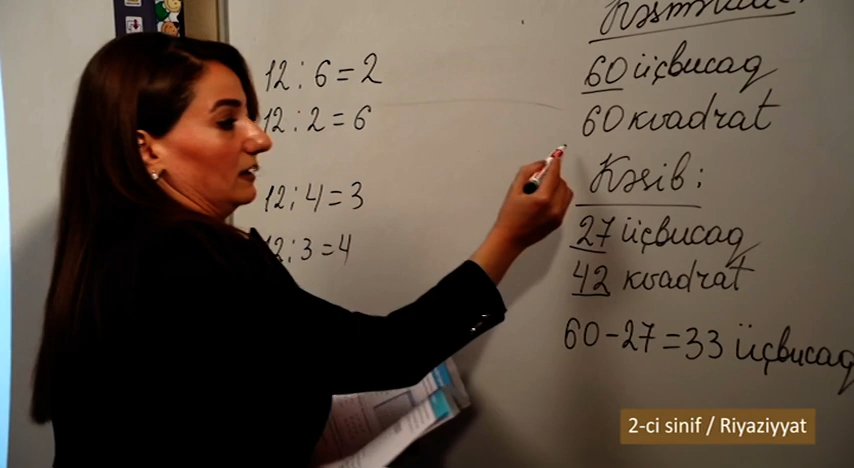 12 : 6 = 2
12 : 2 = 6
12 : 4 = 3
12 : 3 = 4
60 üçbucaq
60 kvadrat
Kəsib :
27 üçbucaq
42 kvadrat
60 - 27 = 33 üçbucaq
2-ci sinif / Riyaziyyat